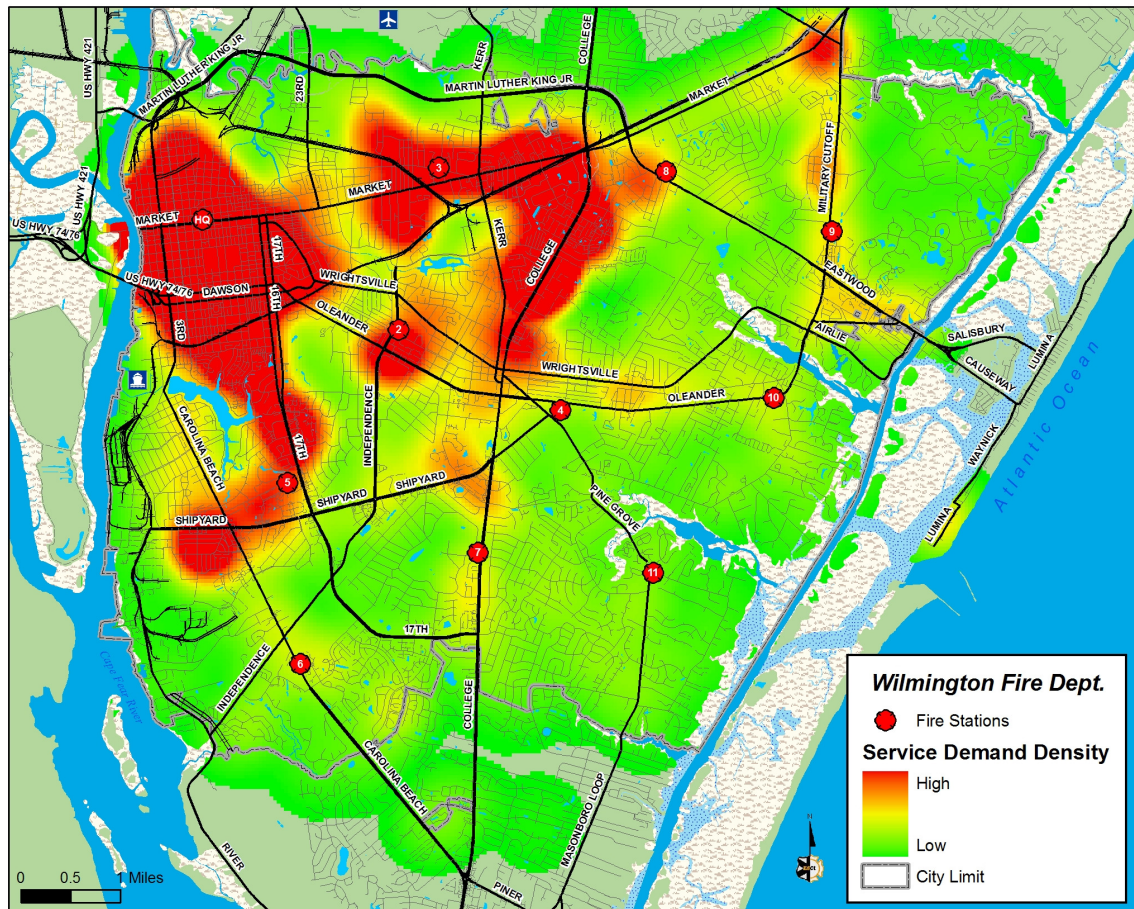 US HWY 421
MARTIN LUTHER KING JR
23RD
KERR
COLLEGE
MARTIN LUTHER KING JR
MARKET
MILITARY CUTOFF
3
MARKET
8
US HWY 421
MARKET
HQ
US HWY 74/76
17TH
KERR
COLLEGE
9
EASTWOOD
US HWY 74/76
DAWSON
WRIGHTSVILLE
16TH
OLEANDER
3RD
2
AIRLIE
SALISBURY
LUMINA
CAUSEWAY
WRIGHTSVILLE
OLEANDER
10
4
CAROLINA BEACH
INDEPENDENCE
17TH
WAYNICK
Atlantic Ocean
5
SHIPYARD
SHIPYARD
PINE GROVE
SHIPYARD
LUMINA
7
11
17TH
6
INDEPENDENCE
Cape Fear River
COLLEGE
CAROLINA BEACH
MASONBORO LOOP
RIVER
PINER
0 0.5 1 Miles
Wilmington Fire Dept.
Fire Stations
Service Demand Density
High
Low
City Limit